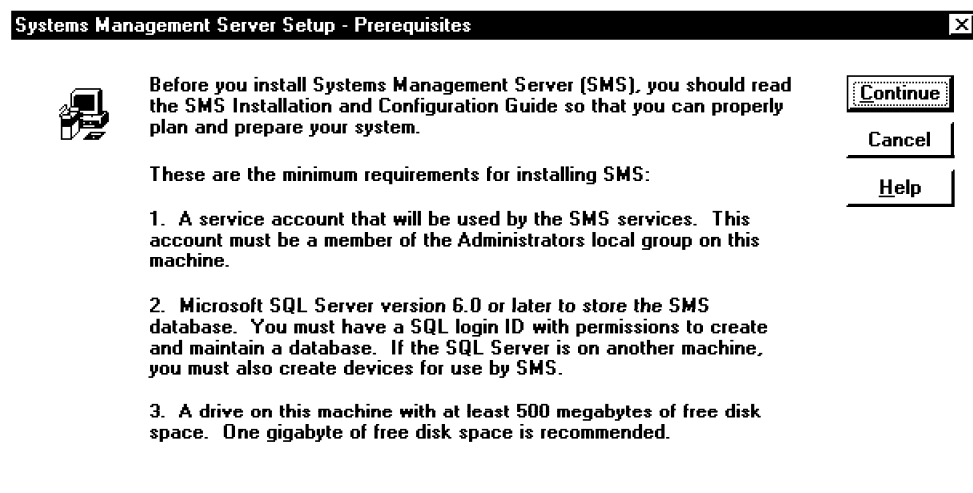 Systems Management Server Setup - Prerequisites
Before you install Systems Management Server (SMS), you should read
the SMS Installation and Configuration Guide so that you can properly
plan and prepare your system.
These are the minimum requirements for installing SMS:
1. A service account that will be used by the SMS services. This
account must be a member of the Administrators local group on this
machine.
2. Microsoft SQL Server version 6.0 or later to store the SMS
database. You must have a SQL login ID with permissions to create
and maintain a database. If the SQL Server is on another machine,
you must also create devices for use by SMS.
3. A drive on this machine with at least 500 megabytes of free disk
space. One gigabyte of free disk space is recommended.
Continue
Cancel
Help